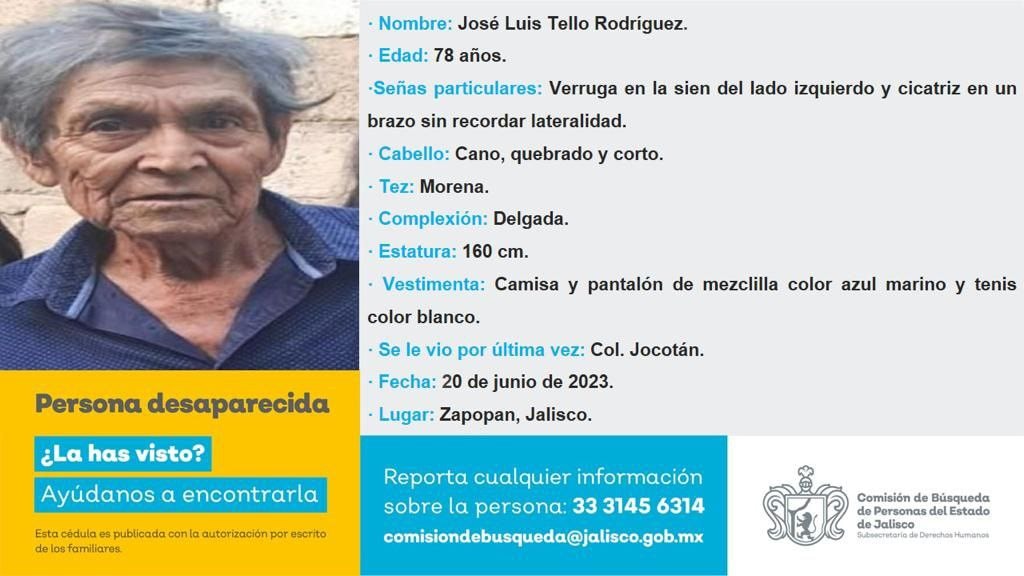 · Nombre: José Luis Tello Rodríguez.
· Edad: 78 años.
·Señas particulares: Verruga en la sien del lado izquierdo y cicatriz en un
brazo sin recordar lateralidad.
· Cabello: Cano, quebrado y corto.
· Tez: Morena.
· Complexión: Delgada.
· Estatura: 160 cm.
· Vestimenta: Camisa y pantalón de mezclilla color azul marino y tenis
color blanco.
· Se le vio por última vez: Col. Jocotán.
· Fecha: 20 de junio de 2023.
· Lugar: Zapopan, Jalisco.
Persona desaparecida
¿La has visto?
Ayúdanos a encontrarla
Esta cédula es publicada con la autorización por escrito
de los familiares.
Reporta cualquier información
sobre la persona: 33 3145 6314
comisiondebusqueda@jalisco.gob.mx
Comisión de Búsqueda
de Personas del Estado
de Jalisco
Subsecretaría de Derechos Humanos